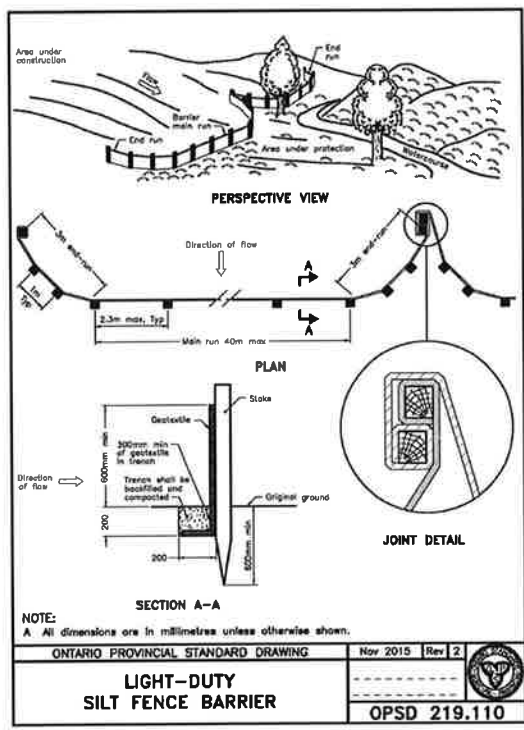 Area under
construction
Flow
End
run
Barrier
main run
End run
Area under protection
Watercourse
PERSPECTIVE VIEW
3m end-run
Direction of flow
3m end-run
1m
Typ
A
A
2.3m max, Typ
Main run 40m max
PLAN
Stake
Geotextile
300mm min
of geotextile
in trench
Trench shall be
backfilled and
compacted
600mm min
Direction
of flow
Original ground
200
200
600mm min
JOINT DETAIL
SECTION A-A
NOTE:
A All dimensions are in millimetres unless otherwise shown.
ONTARIO PROVINCIAL STANDARD DRAWING
Nov 2015
Rev 2
LIGHT-DUTY
SILT FENCE BARRIER
OPSD 219.110